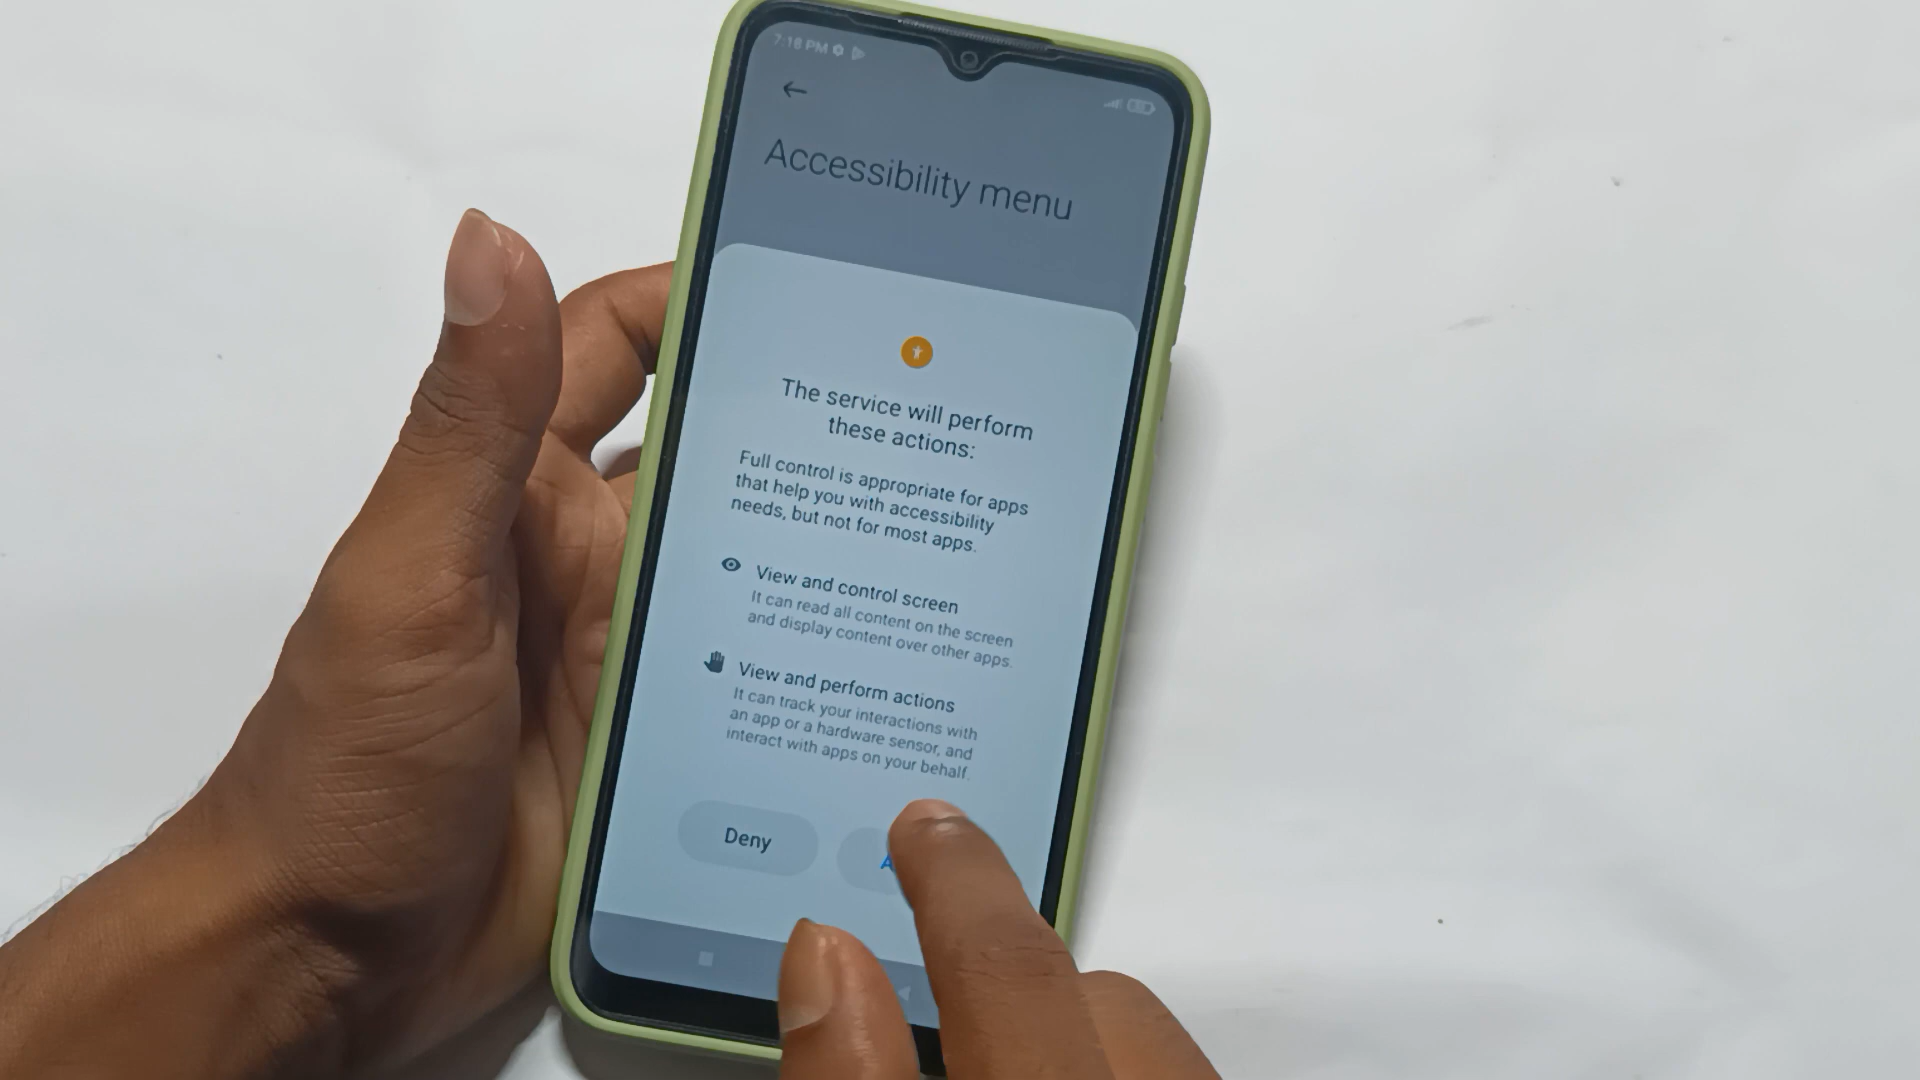 7:18 PM
Accessibility menu
The service will perform
these actions:
Full control is appropriate for apps
that help you with accessibility
needs, but not for most apps.
View and control screen
It can read all content on the screen
and display content over other apps.
View and perform actions
It can track your interactions with
an app or a hardware sensor, and
interact with apps on your behalf.
Deny